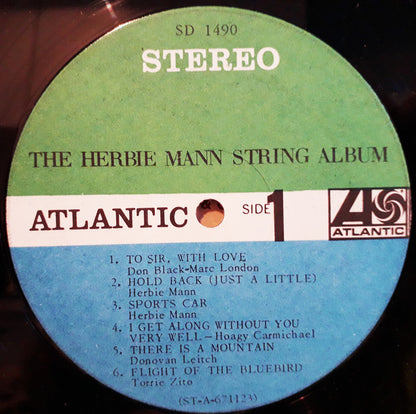 SD 1490
STEREO
THE HERBIE MANN STRING ALBUM
ATLANTIC SIDE 1
ATLANTIC
1. TO SIR, WITH LOVE
Don Black-Marc London
2. HOLD BACK (JUST A LITTLE)
Herbie Mann
3. SPORTS CAR
Herbie Mann
4. I GET ALONG WITHOUT YOU
VERY WELL—Hoagy Carmichael
5. THERE IS A MOUNTAIN
Donovan Leitch
6. FLIGHT OF THE BLUEBIRD
Torrie Zito
(ST-A-671123)